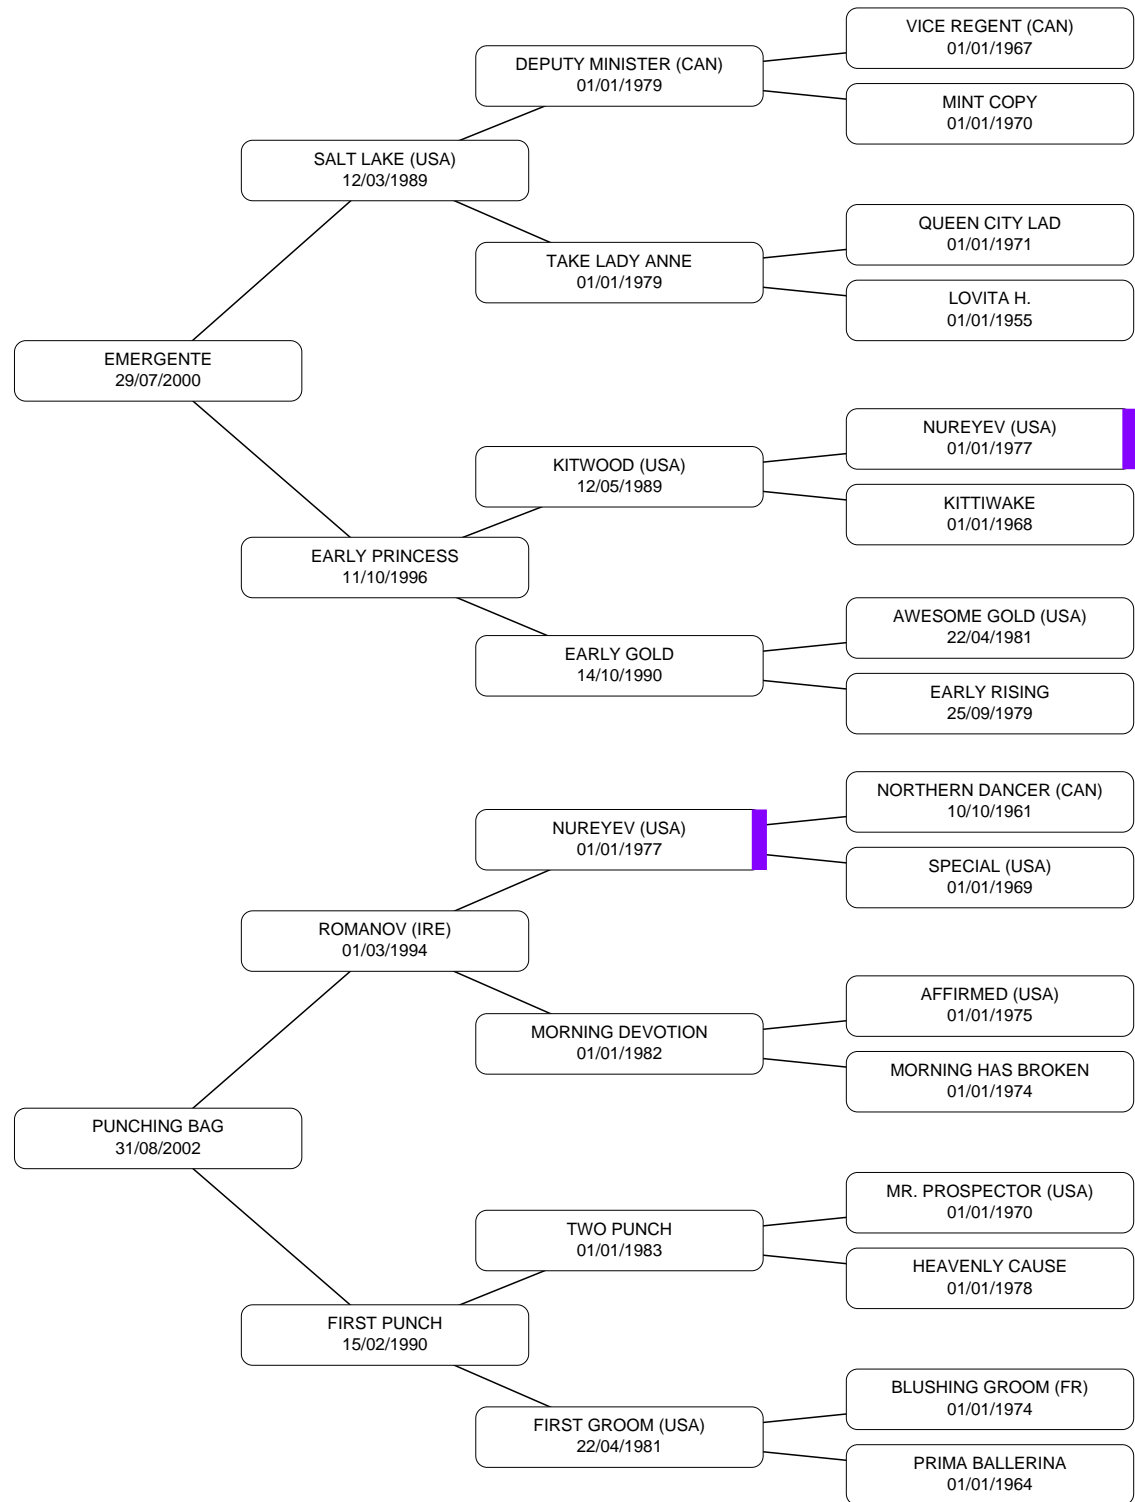 VICE REGENT (CAN)
01/01/1967
DEPUTY MINISTER (CAN)
01/01/1979
MINT COPY
01/01/1970
SALT LAKE (USA)
12/03/1989
QUEEN CITY LAD
01/01/1971
TAKE LADY ANNE
01/01/1979
LOVITA H.
01/01/1955
EMERGENTE
29/07/2000
NUREYEV (USA)
01/01/1977
KITWOOD (USA)
12/05/1989
KITTIWAKE
01/01/1968
EARLY PRINCESS
11/10/1996
AWESOME GOLD (USA)
22/04/1981
EARLY GOLD
14/10/1990
EARLY RISING
25/09/1979
NORTHERN DANCER (CAN)
10/10/1961
NUREYEV (USA)
01/01/1977
SPECIAL (USA)
01/01/1969
ROMANOV (IRE)
01/03/1994
AFFIRMED (USA)
01/01/1975
MORNING DEVOTION
01/01/1982
MORNING HAS BROKEN
01/01/1974
PUNCHING BAG
31/08/2002
MR. PROSPECTOR (USA)
01/01/1970
TWO PUNCH
01/01/1983
HEAVENLY CAUSE
01/01/1978
FIRST PUNCH
15/02/1990
BLUSHING GROOM (FR)
01/01/1974
FIRST GROOM (USA)
22/04/1981
PRIMA BALLERINA
01/01/1964